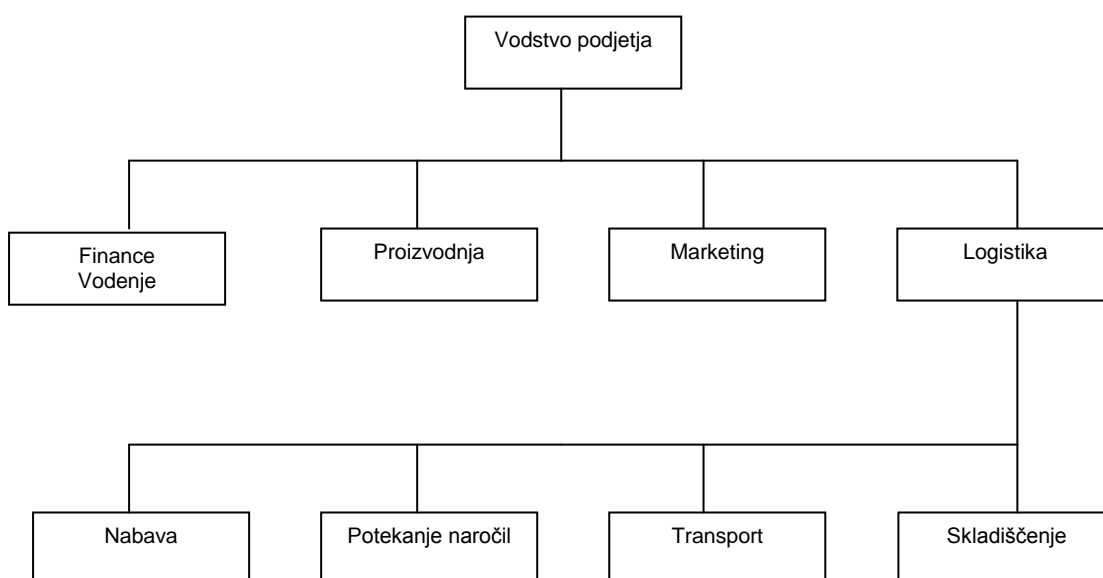 Vodstvo podjetja
Finance
Vodenje
Proizvodnja
Marketing
Logistika
Nabava
Potekanje naročil
Transport
Skladiščenje